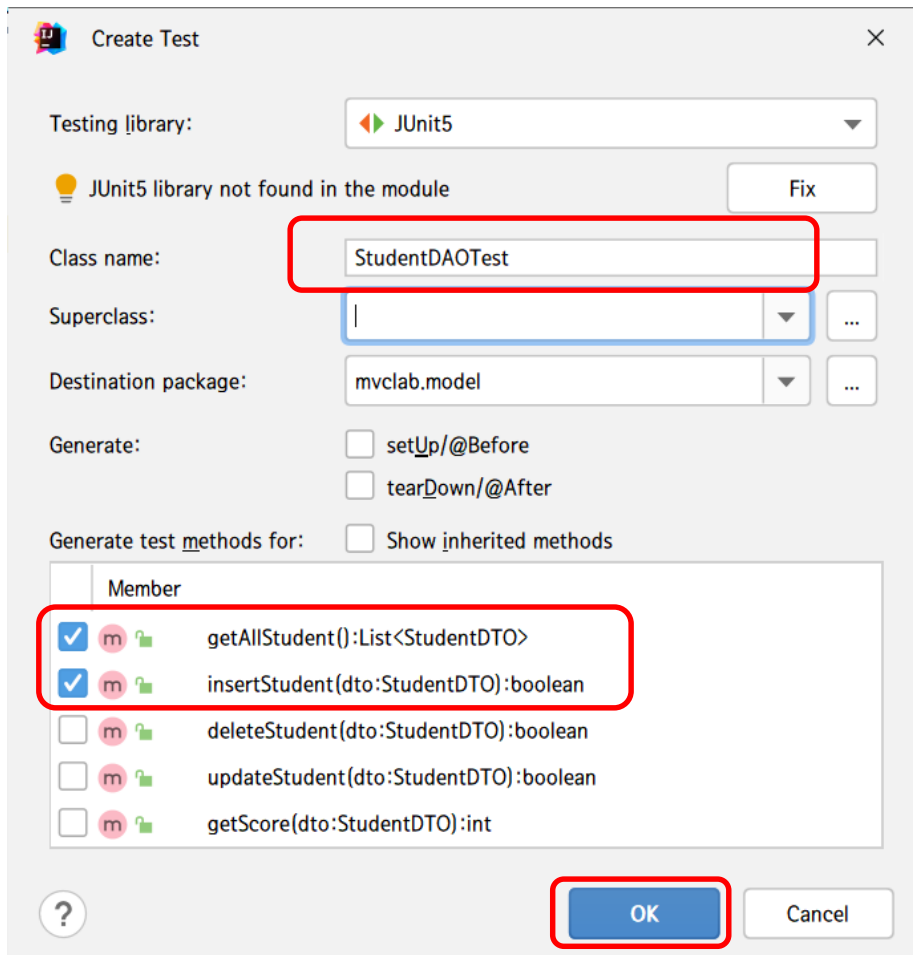 Create Test
Testing library: JUnit5
JUnit5 library not found in the module Fix
Class name: StudentDAOTest
Superclass: ...
Destination package: mvclab.model ...
Generate: setUp/@Before
tearDown/@After
Generate test methods for: Show inherited methods
Member
m getAllStudent():List<StudentDTO>
m insertStudent(dto:StudentDTO):boolean
m deleteStudent(dto:StudentDTO):boolean
m updateStudent(dto:StudentDTO):boolean
m getScore(dto:StudentDTO):int
? OK Cancel